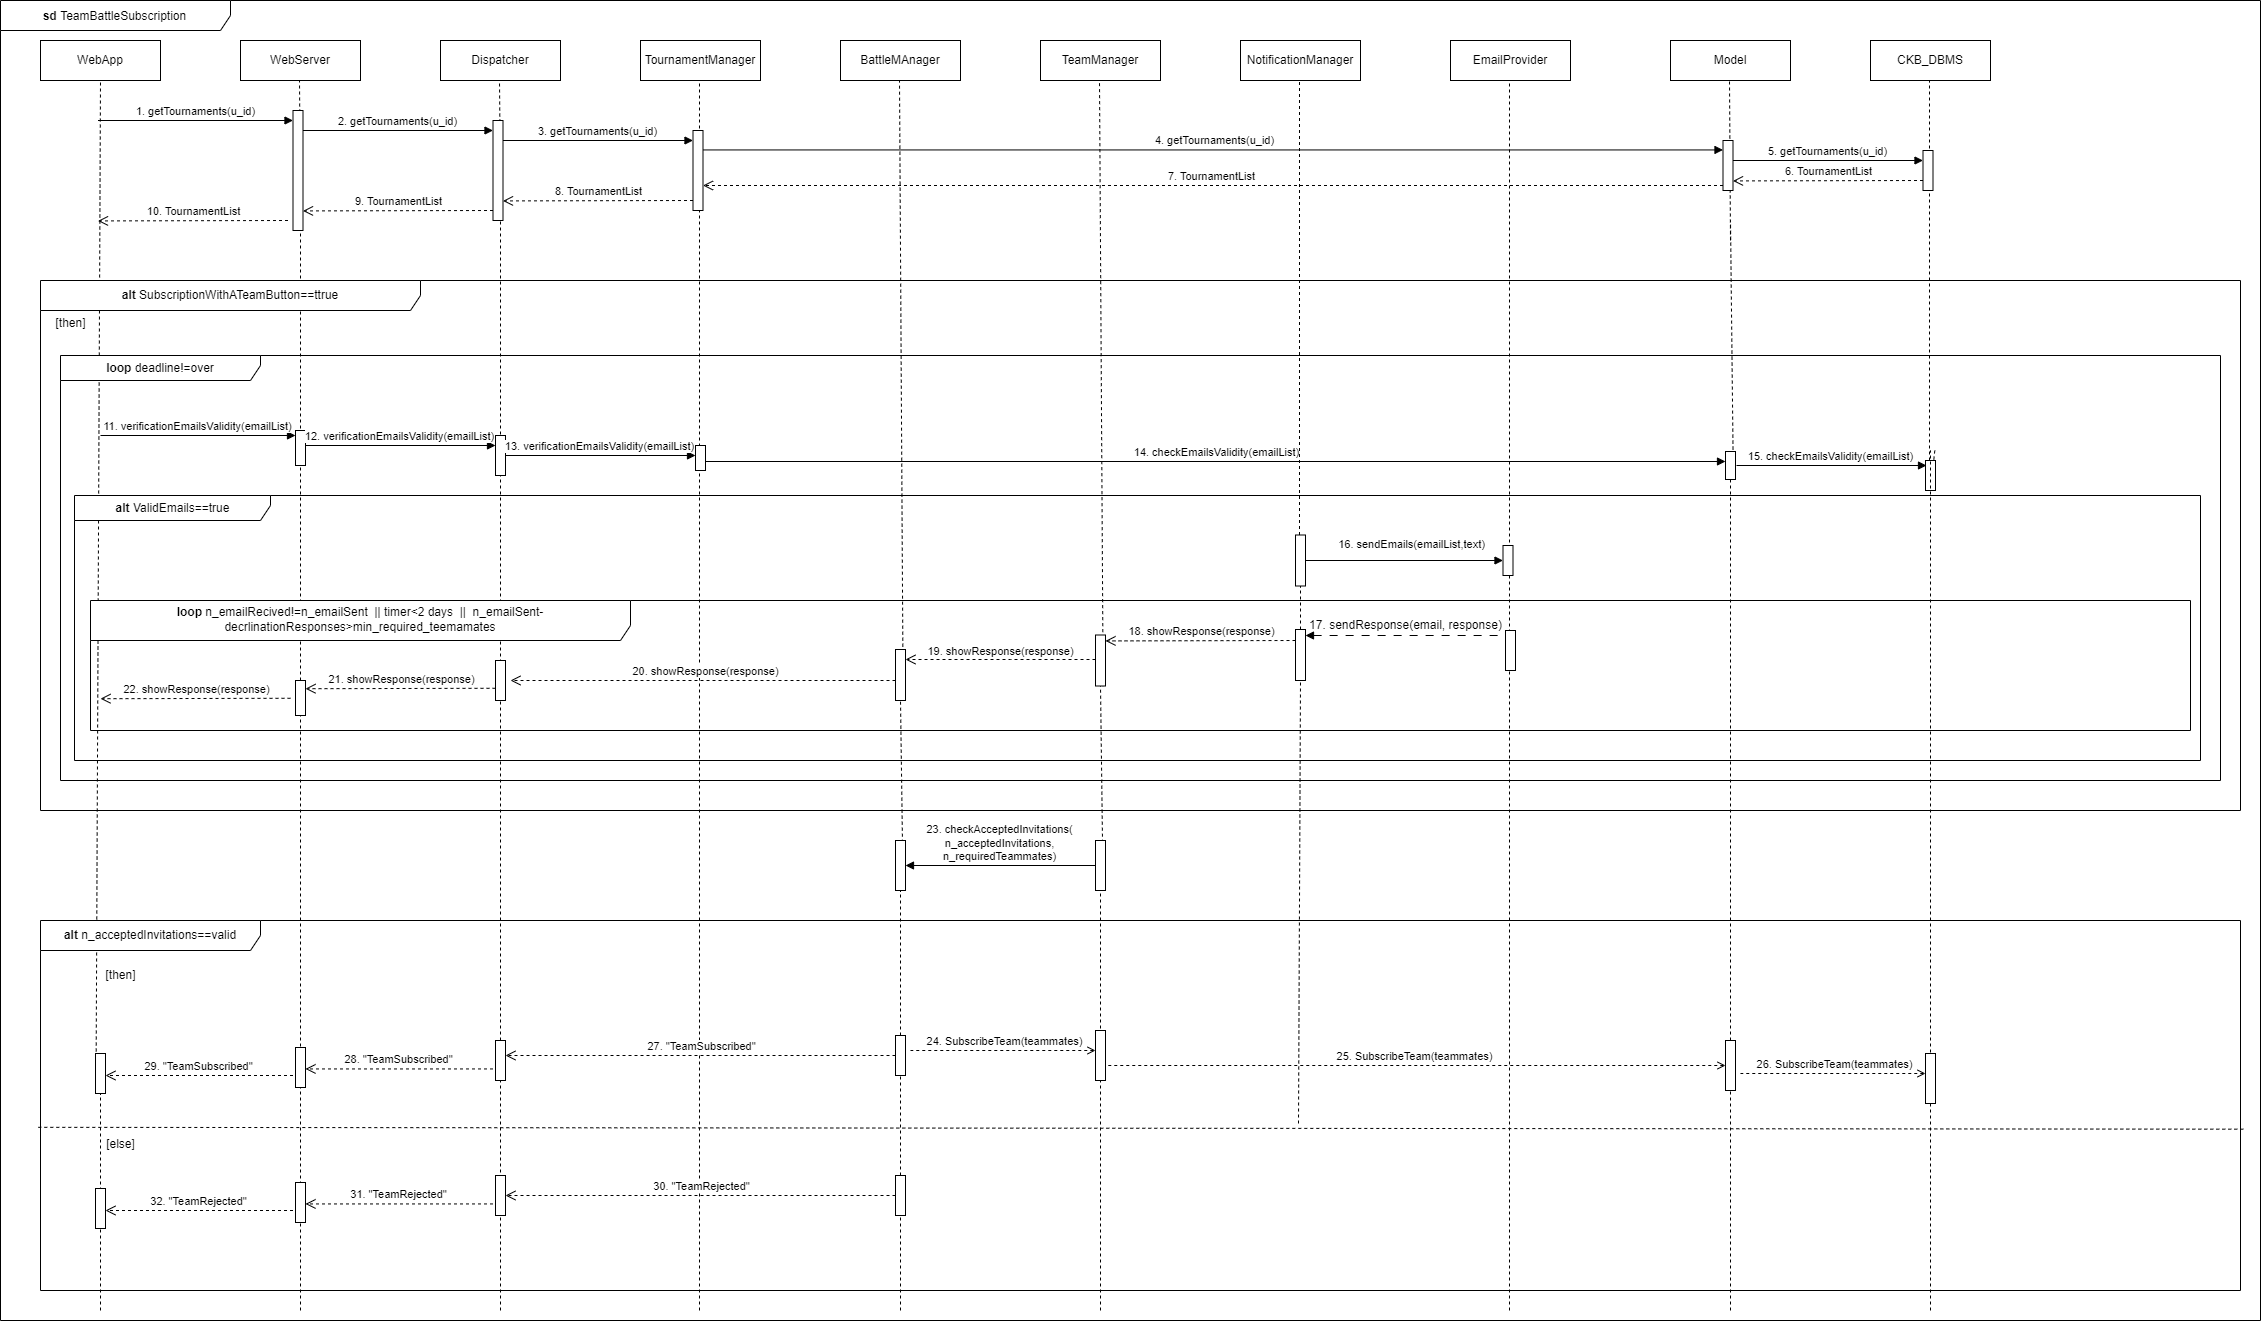 sd TeamBattleSubscription
WebApp
WebServer
Dispatcher
TournamentManager
BattleMAnager
TeamManager
NotificationManager
EmailProvider
Model
CKB_DBMS
1. getTournaments(u_id)
2. getTournaments(u_id)
3. getTournaments(u_id)
4. getTournaments(u_id)
5. getTournaments(u_id)
6. TournamentList
7. TournamentList
8. TournamentList
9. TournamentList
10. TournamentList
alt SubscriptionWithATeamButton==ttrue
[then]
loop deadline!=over
11. verificationEmailsValidity(emailList)
12. verificationEmailsValidity(emailList)
13. verificationEmailsValidity(emailList)
14. checkEmailsValidity(emailList)
15. checkEmailsValidity(emailList)
alt ValidEmails==true
16. sendEmails(emailList,text)
loop n_emailRecived!=n_emailSent || timer<2 days || n_emailSent-
decrlinationResponses>min_required_teemamates
17. sendResponse(email, response)
18. showResponse(response)
19. showResponse(response)
20. showResponse(response)
21. showResponse(response)
22. showResponse(response)
23. checkAcceptedInvitations(
n_acceptedInvitations,
n_requiredTeammates)
alt n_acceptedInvitations==valid
[then]
24. SubscribeTeam(teammates)
25. SubscribeTeam(teammates)
26. SubscribeTeam(teammates)
27. "TeamSubscribed"
28. "TeamSubscribed"
29. "TeamSubscribed"
[else]
30. "TeamRejected"
31. "TeamRejected"
32. "TeamRejected"